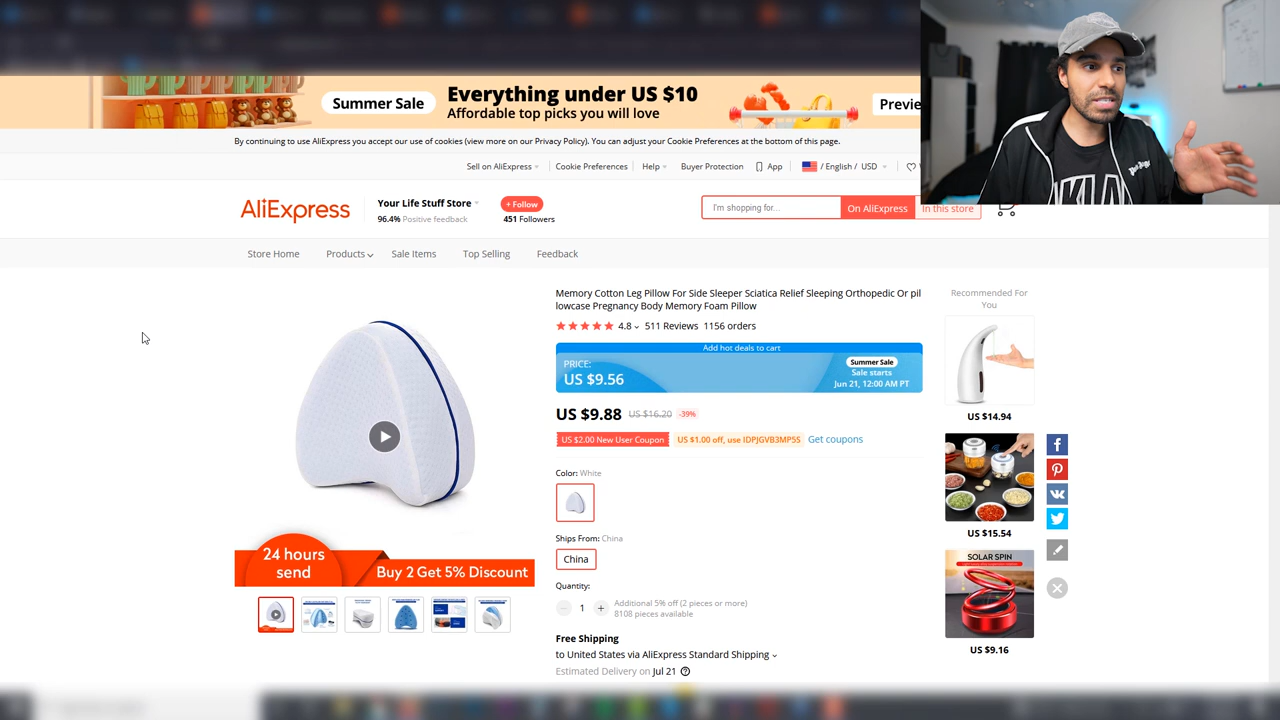 Summer Sale
Everything under US $10
Affordable top picks you will love
By continuing to use AliExpress you accept our use of cookies (view more on our Privacy Policy). You can adjust your Cookie Preferences at the bottom of this page.
Sell on AliExpress
Cookie Preferences
Help
Buyer Protection
App
/ English / USD
AliExpress
Your Life Stuff Store
96.4% Positive feedback
+ Follow
451 Followers
I'm shopping for...
On AliExpress
In this store
Store Home
Products
Sale Items
Top Selling
Feedback
Memory Cotton Leg Pillow For Side Sleeper Sciatica Relief Sleeping Orthopedic Or pil
lowcase Pregnancy Body Memory Foam Pillow
4.8
511 Reviews
1156 orders
Add hot deals to cart
PRICE:
US $9.56
Summer Sale
Sale starts
Jun 21, 12:00 AM PT
US $9.88
US $16.20
-39%
US $2.00 New User Coupon
US $1.00 off, use IDPJGVB3MP5S
Get coupons
Color: White
Ships From: China
China
Quantity:
1
Additional 5% off (2 pieces or more)
8108 pieces available
Free Shipping
to United States via AliExpress Standard Shipping
Estimated Delivery on Jul 21
24 hours
send
Buy 2 Get 5% Discount
Recommended For
You
US $14.94
US $15.54
SOLAR SPIN
US $9.16